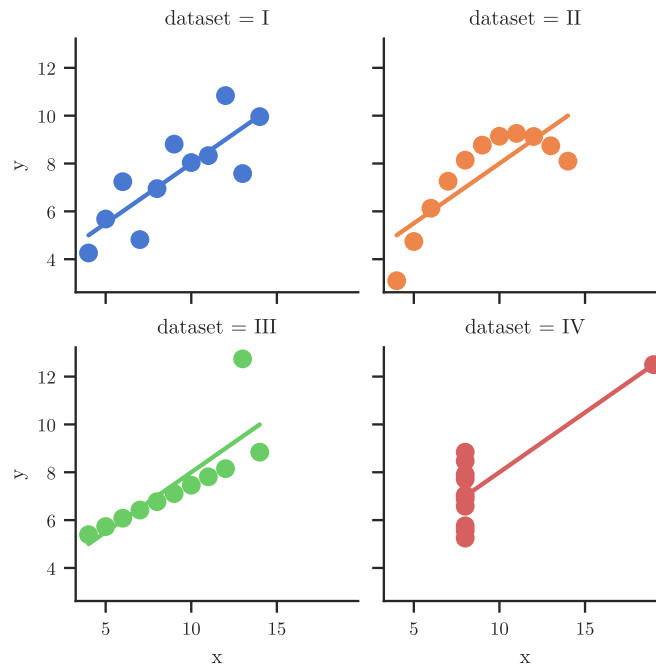 dataset = I
dataset = II
12
10
8
6
4
y
dataset = III
dataset = IV
12
10
8
6
4
y
5
10
15
5
10
15
x
x